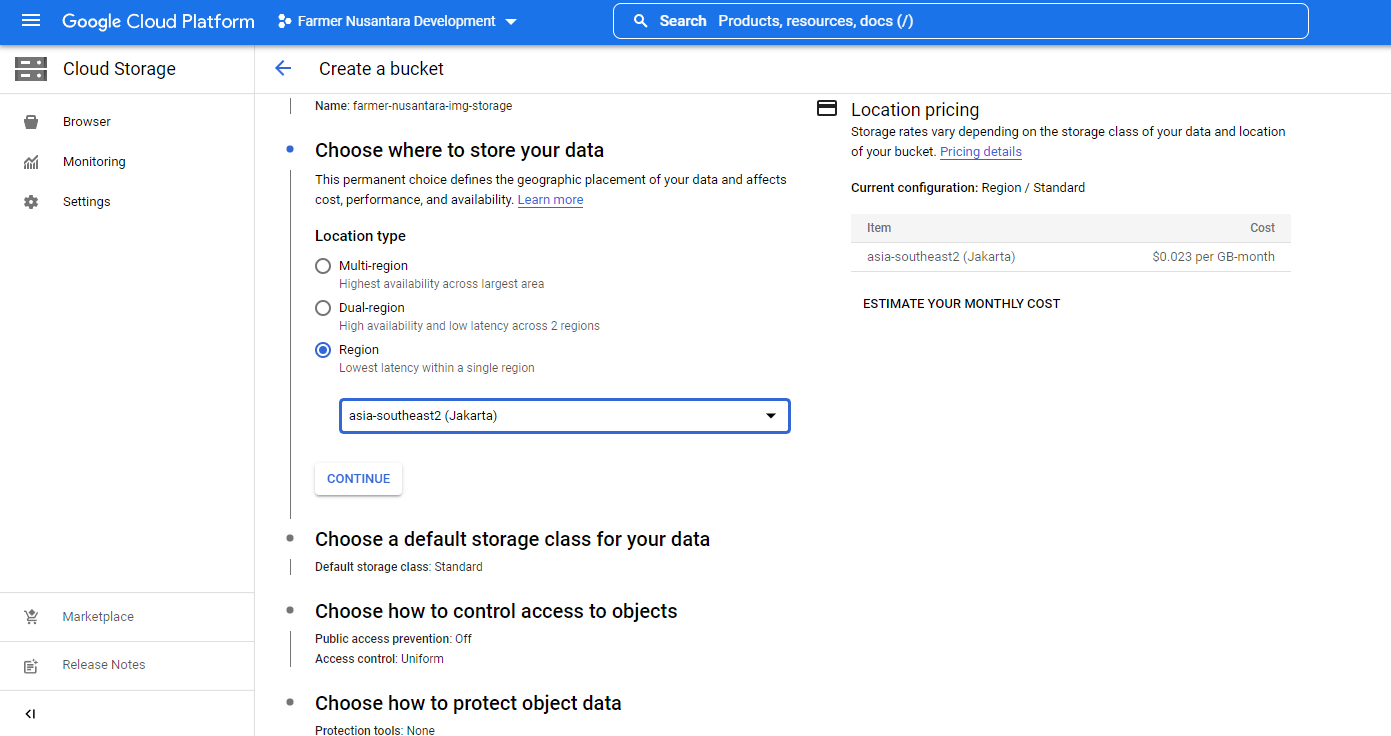 Google Cloud Platform
Farmer Nusantara Development
Search Products, resources, docs (/)
Cloud Storage
Create a bucket
Browser
Monitoring
Settings
Marketplace
Release Notes
Name: farmer-nusantara-img-storage
Choose where to store your data
This permanent choice defines the geographic placement of your data and affects
cost, performance, and availability. Learn more
Location type
Multi-region
Highest availability across largest area
Dual-region
High availability and low latency across 2 regions
Region
Lowest latency within a single region
asia-southeast2 (Jakarta)
CONTINUE
Choose a default storage class for your data
Default storage class: Standard
Choose how to control access to objects
Public access prevention: Off
Access control: Uniform
Choose how to protect object data
Protection tools: None
Location pricing
Storage rates vary depending on the storage class of your data and location
of your bucket. Pricing details
Current configuration: Region / Standard
Item Cost
asia-southeast2 (Jakarta) $0.023 per GB-month
ESTIMATE YOUR MONTHLY COST